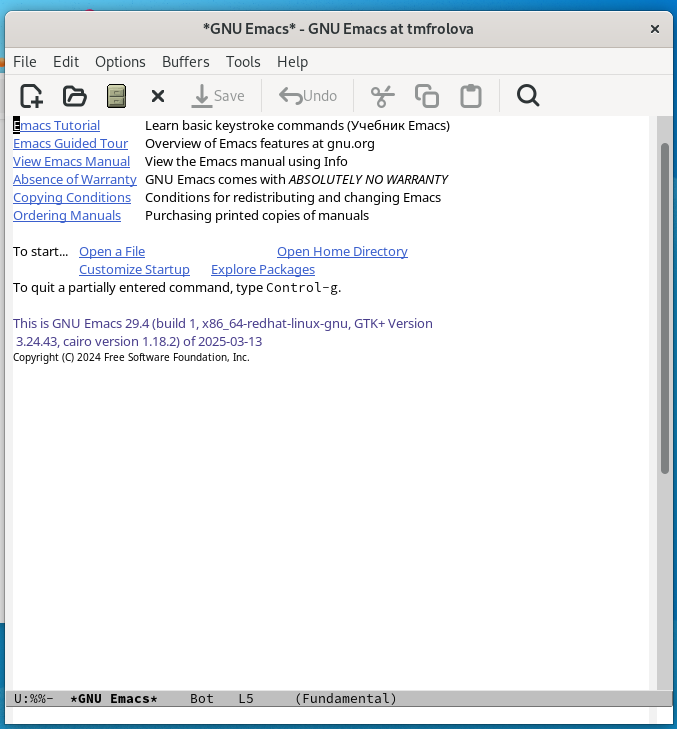 *GNU Emacs* - GNU Emacs at tmfrolova
File Edit Options Buffers Tools Help
Save Undo
Emacs Tutorial Learn basic keystroke commands (Учебник Emacs)
Emacs Guided Tour Overview of Emacs features at gnu.org
View Emacs Manual View the Emacs manual using Info
Absence of Warranty GNU Emacs comes with ABSOLUTELY NO WARRANTY
Copying Conditions Conditions for redistributing and changing Emacs
Ordering Manuals Purchasing printed copies of manuals
To start... Open a File Open Home Directory
Customize Startup Explore Packages
To quit a partially entered command, type Control-g.
This is GNU Emacs 29.4 (build 1, x86_64-redhat-linux-gnu, GTK+ Version
3.24.43, cairo version 1.18.2) of 2025-03-13
Copyright (C) 2024 Free Software Foundation, Inc.
U:%%- *GNU Emacs* Bot L5 (Fundamental)